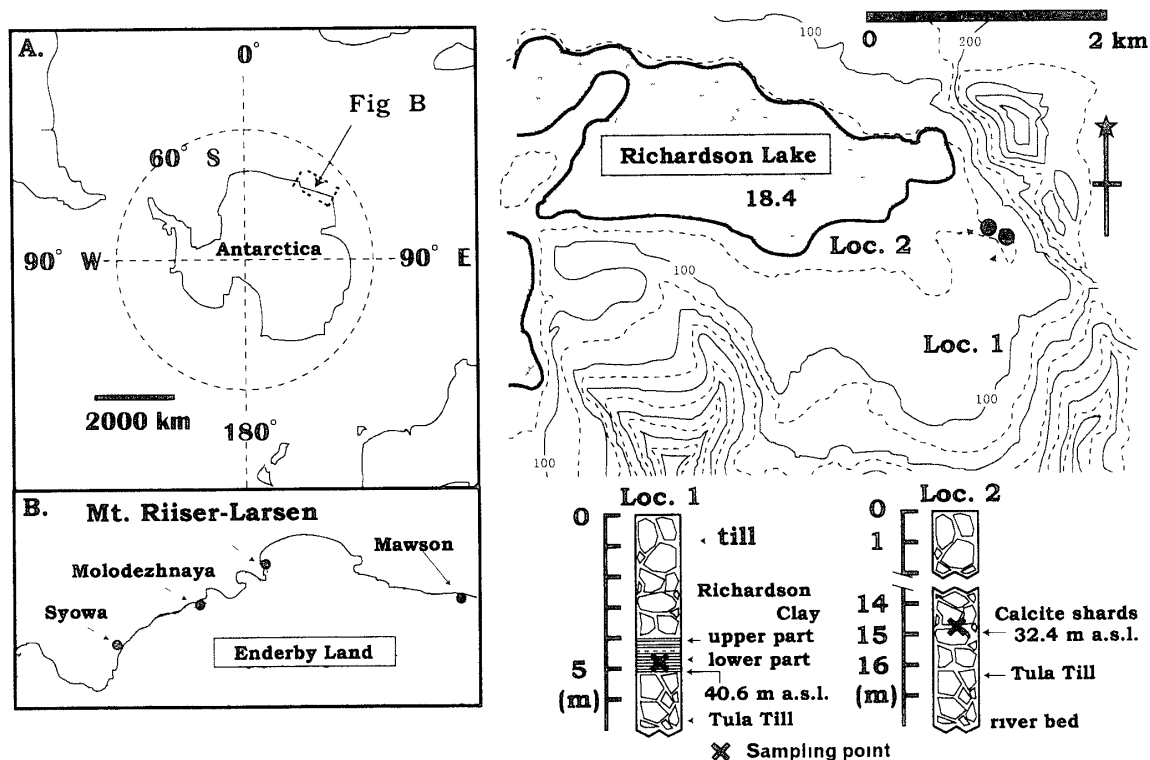 A.
0°
Fig B
60° S
Antarctica
90° W
90° E
2000 km
180°
B. Mt. Riiser-Larsen
Mawson
Molodezhnaya
Syowa
Enderby Land
100
200
0
2 km
Richardson Lake
18.4
Loc. 2
100
Loc. 1
100
100
Loc. 1
0
till
Richardson
Clay
upper part
lower part
5
(m)
40.6 m a.s.l.
Tula Till
Loc. 2
0
1
14
15
16
(m)
Calcite shards
32.4 m a.s.l.
Tula Till
river bed
Sampling point